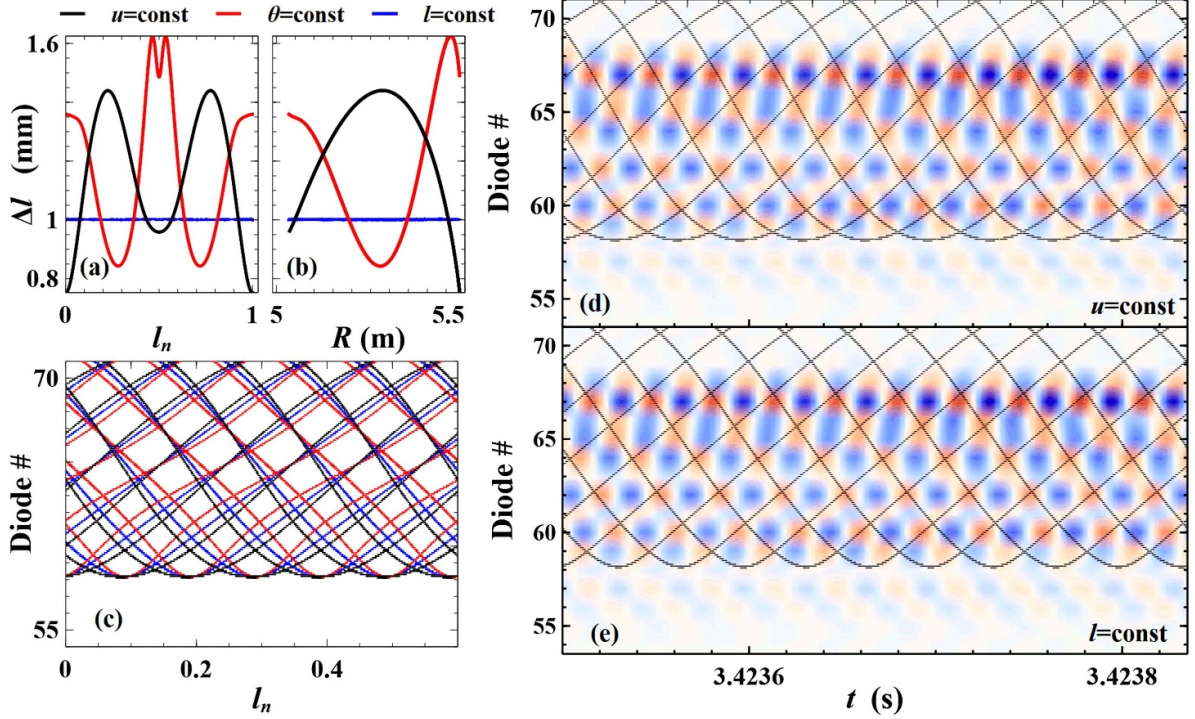 u=const θ=const l=const
1.6
1
0.8
Δl (mm)
(a)
0
1
l_n
(b)
5
5.5
R (m)
70
55
Diode #
(c)
0
0.2
0.4
l_n
70
65
60
55
Diode #
(d)
u=const
70
65
60
55
Diode #
(e)
l=const
3.4236
3.4238
t (s)